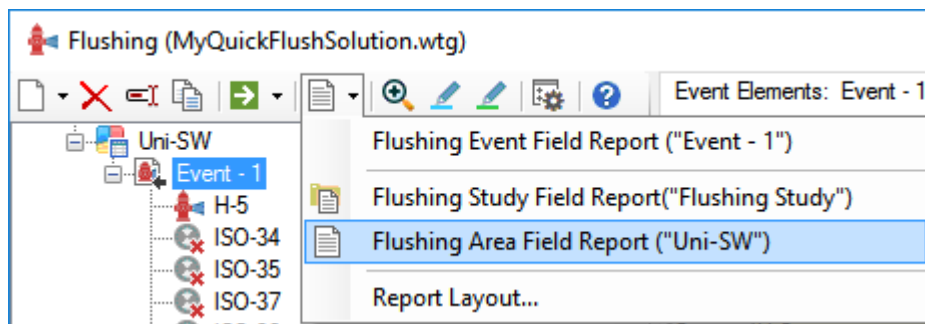 Flushing (MyQuickFlushSolution.wtg)
Event Elements: Event - 1
Uni-SW
Event - 1
H-5
ISO-34
ISO-35
ISO-37
Flushing Event Field Report ("Event - 1")
Flushing Study Field Report("Flushing Study")
Flushing Area Field Report ("Uni-SW")
Report Layout...